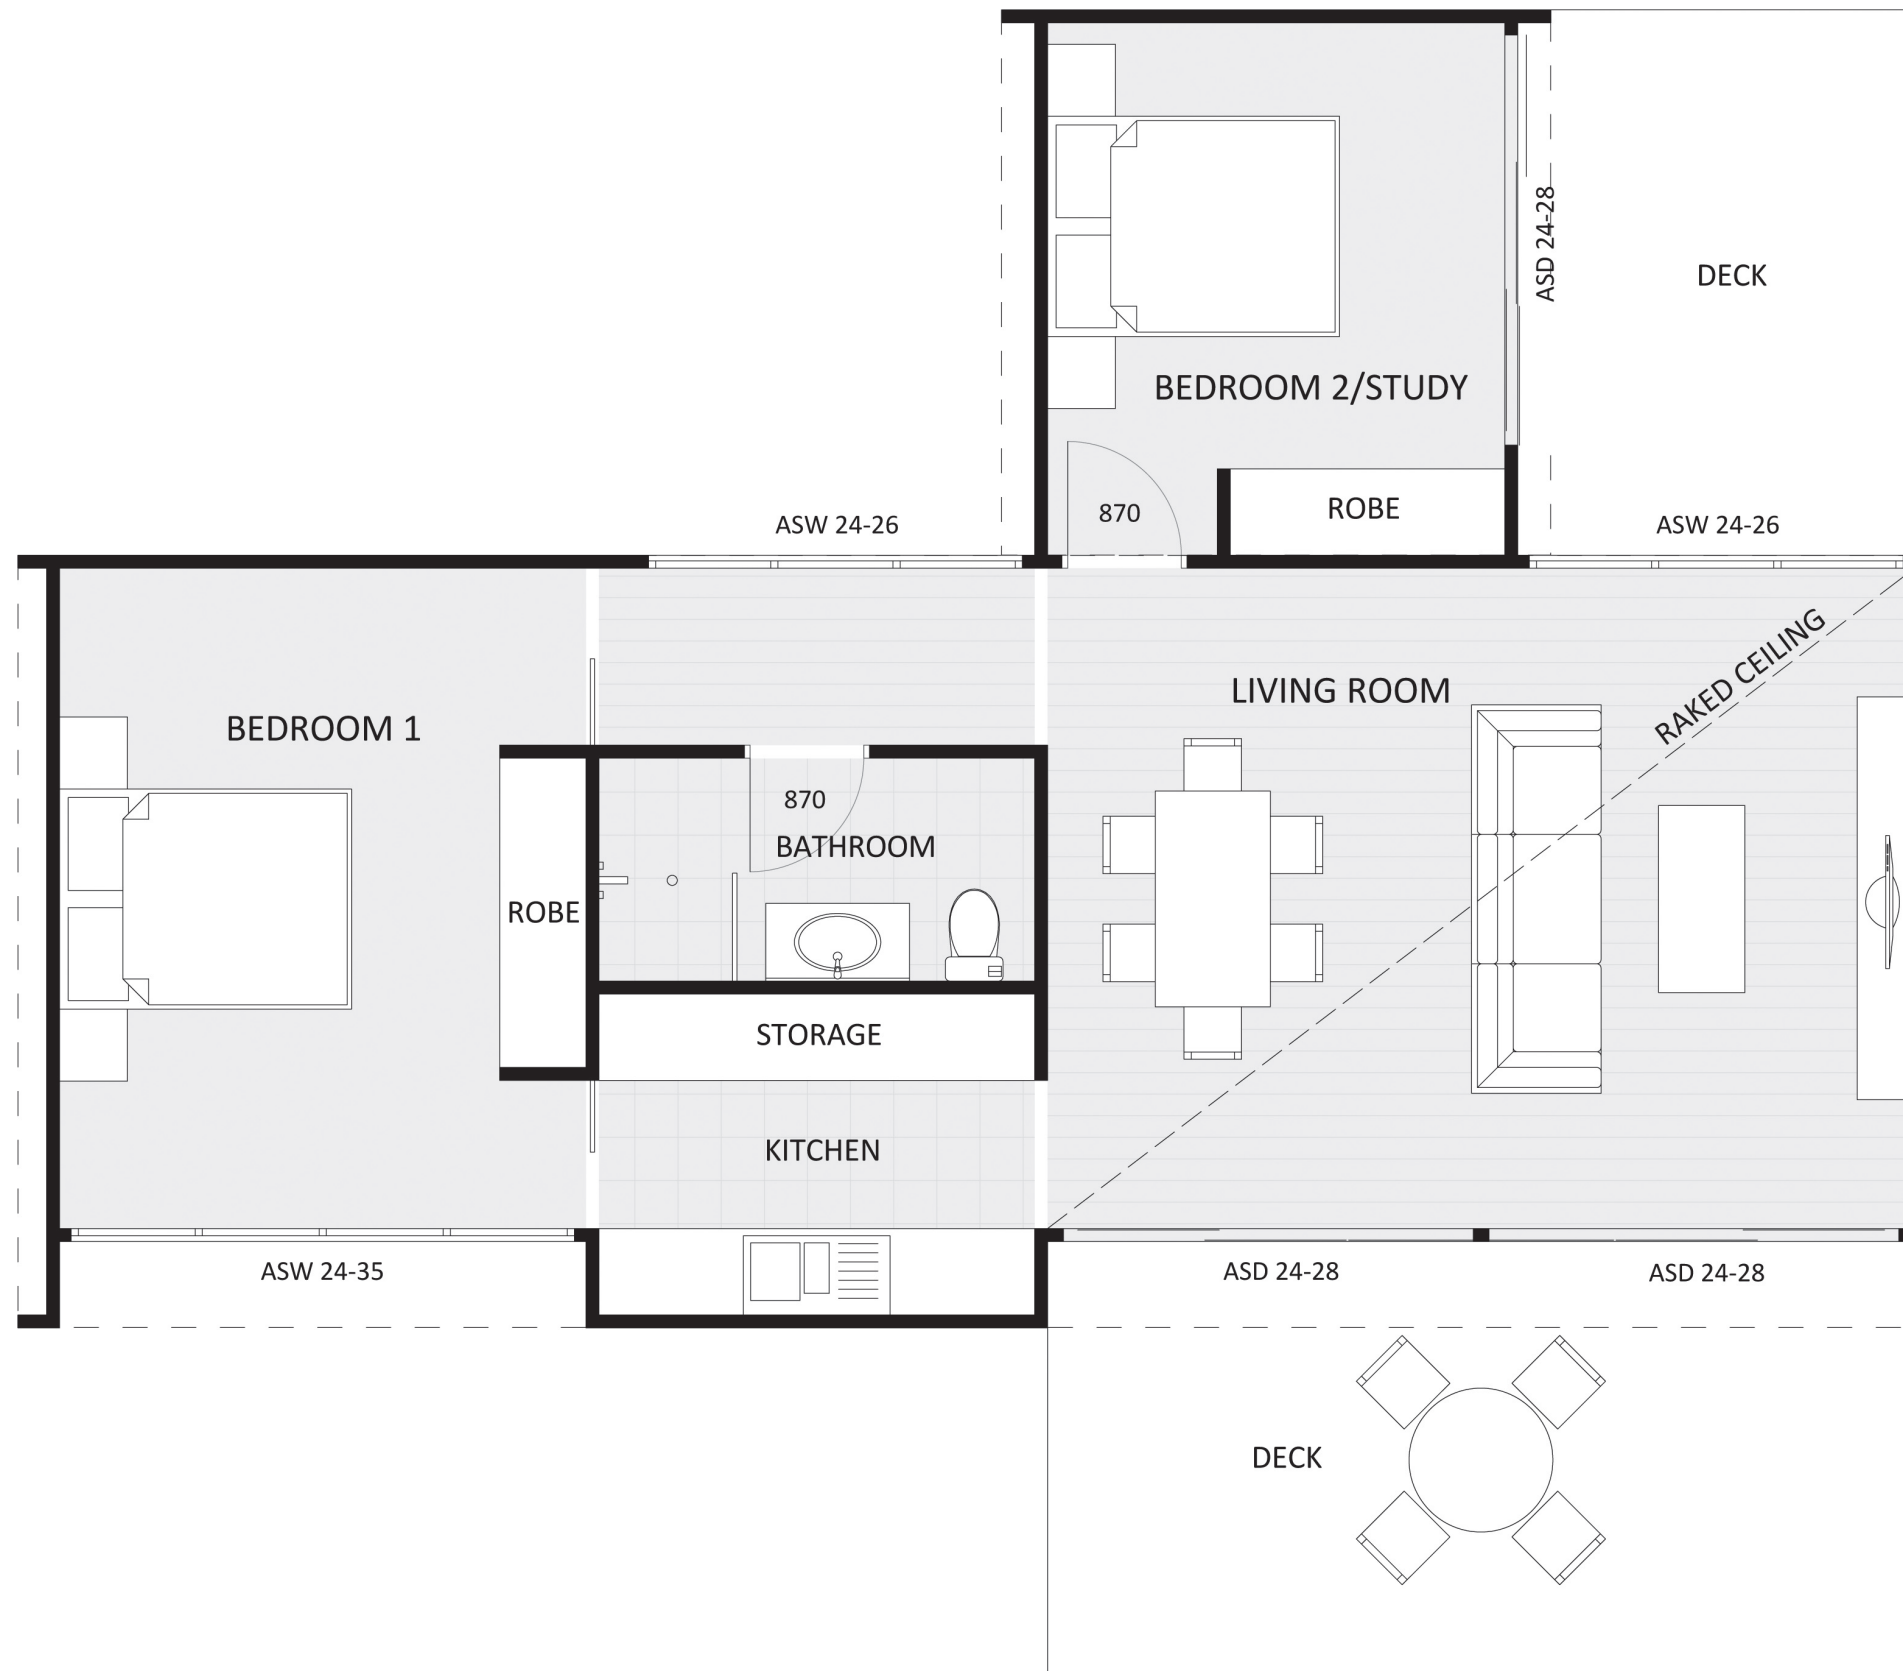 ASD 24-28
DECK
BEDROOM 2/STUDY
870
ROBE
ASW 24-26
ASW 24-26
RAKED CEILING
LIVING ROOM
BEDROOM 1
870
BATHROOM
ROBE
STORAGE
KITCHEN
ASW 24-35
ASD 24-28
ASD 24-28
DECK